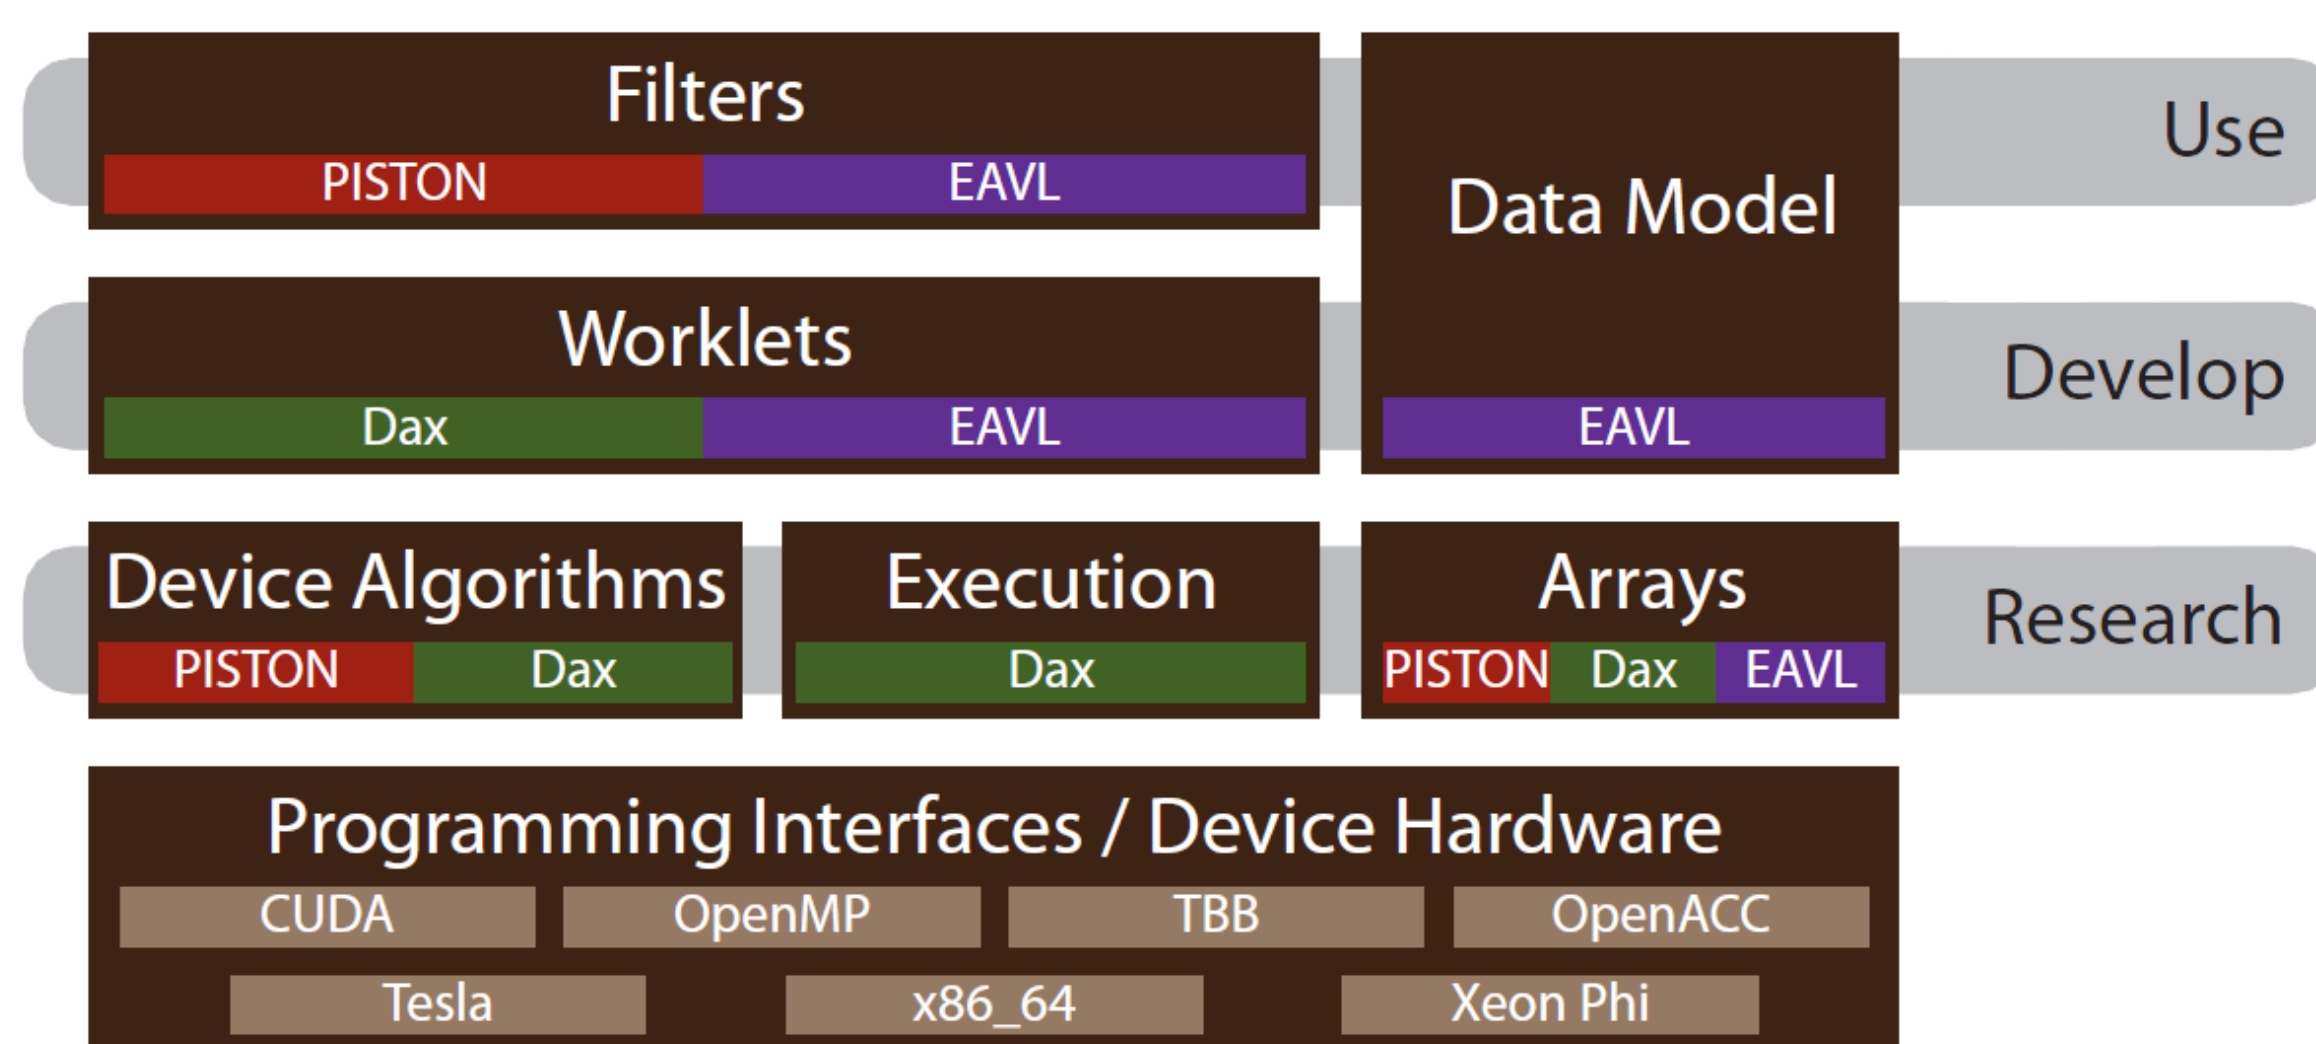 Filters
PISTON EAVL
Data Model
EAVL
Use
Worklets
Dax EAVL
Develop
Device Algorithms
PISTON Dax
Execution
Dax
Arrays
PISTON Dax EAVL
Research
Programming Interfaces / Device Hardware
CUDA OpenMP TBB OpenACC
Tesla x86_64 Xeon Phi